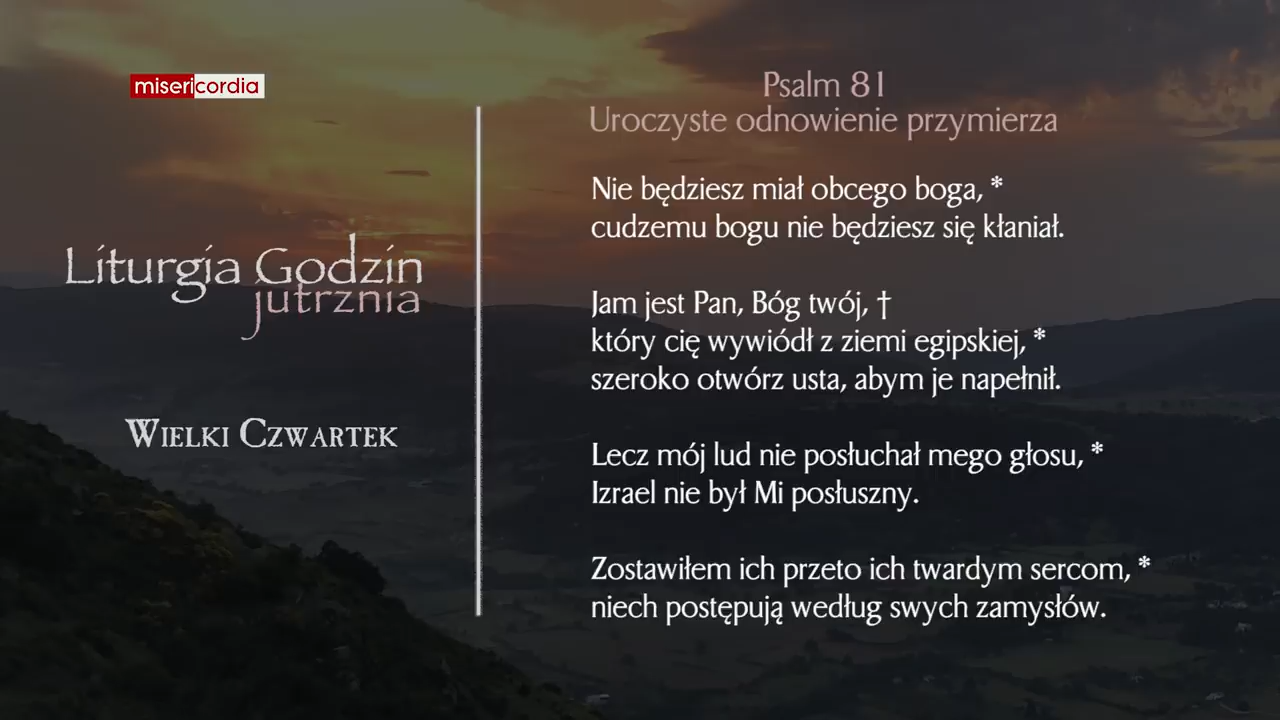 misericordia
Liturgia Godzin
jutrznia
Wielki Czwartek
Psalm 81
Uroczyste odnowienie przymierza
Nie będziesz miał obcego boga, *
cudzemu bogu nie będziesz się kłaniał.
Jam jest Pan, Bóg twój, †
który cię wywiódł z ziemi egipskiej, *
szeroko otwórz usta, abym je napełnił.
Lecz mój lud nie posłuchał mego głosu, *
Izrael nie był Mi posłuszny.
Zostawiłem ich przeto ich twardym sercom, *
niech postępują według swych zamysłów.